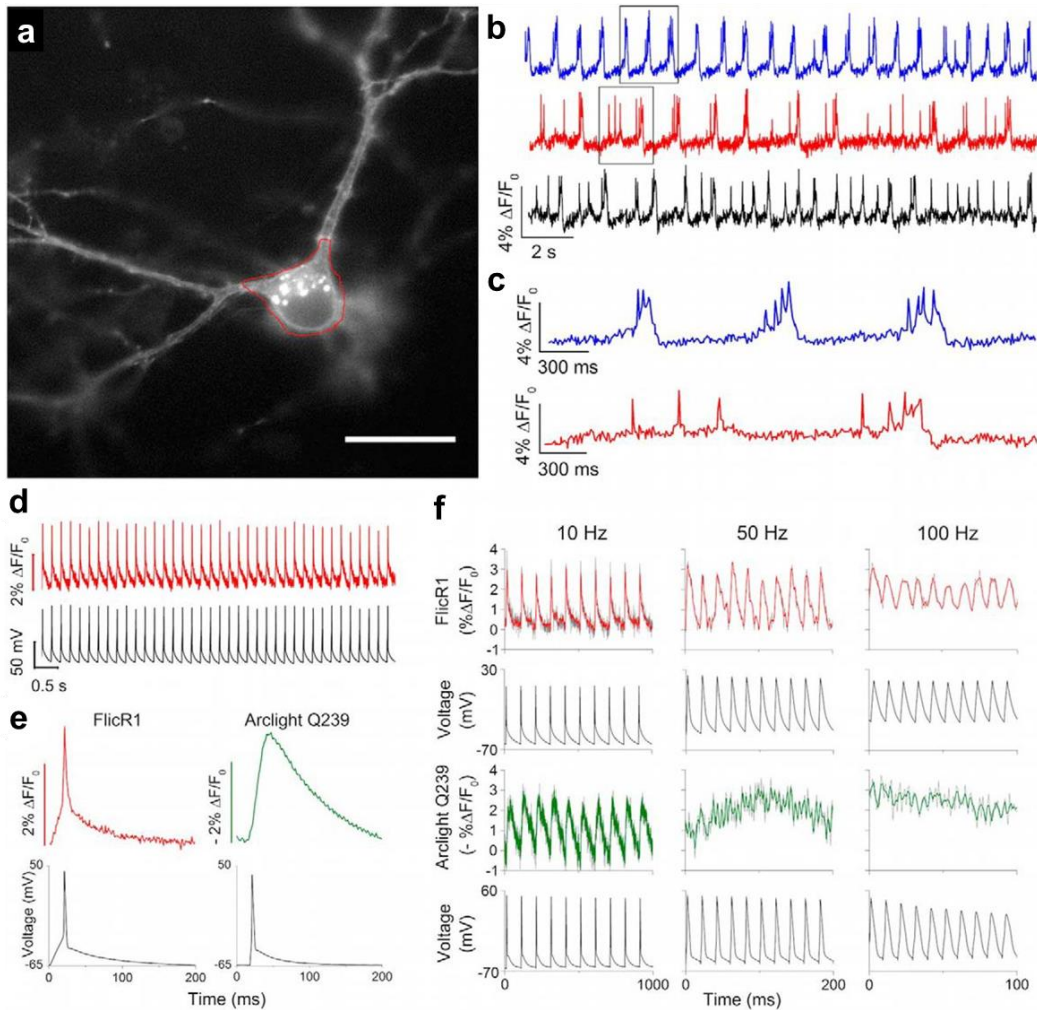 a
b
4% ΔF/F₀
2 s
c
4% ΔF/F₀
300 ms
4% ΔF/F₀
300 ms
d
2% ΔF/F₀
50 mV
0.5 s
e
FlicR1
Arclight Q239
2% ΔF/F₀
- 2% ΔF/F₀
50
Voltage (mV)
-65
0 100 200
50
-65
0 100 200
Time (ms)
f
10 Hz 50 Hz 100 Hz
FlicR1
(%ΔF/F₀)
4
3
2
1
0
-1
Voltage
(mV)
30
-70
Arclight Q239
(- %ΔF/F₀)
4
3
2
1
0
-1
Voltage
(mV)
60
-70
0 1000
0 200
0 100
Time (ms)